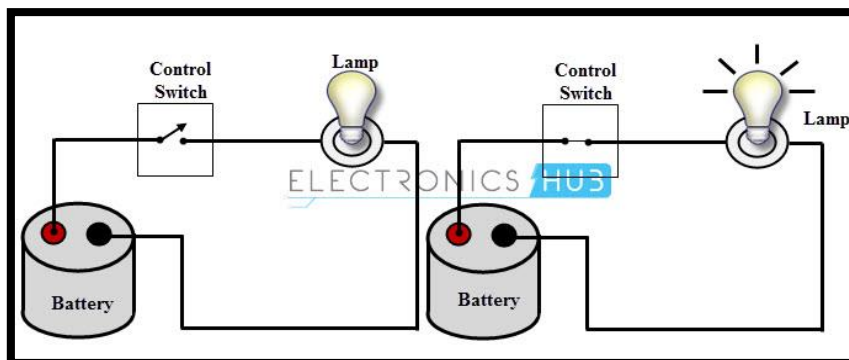 Control
Switch
Lamp
Battery
Control
Switch
Lamp
Battery
ELECTRONICS HUB